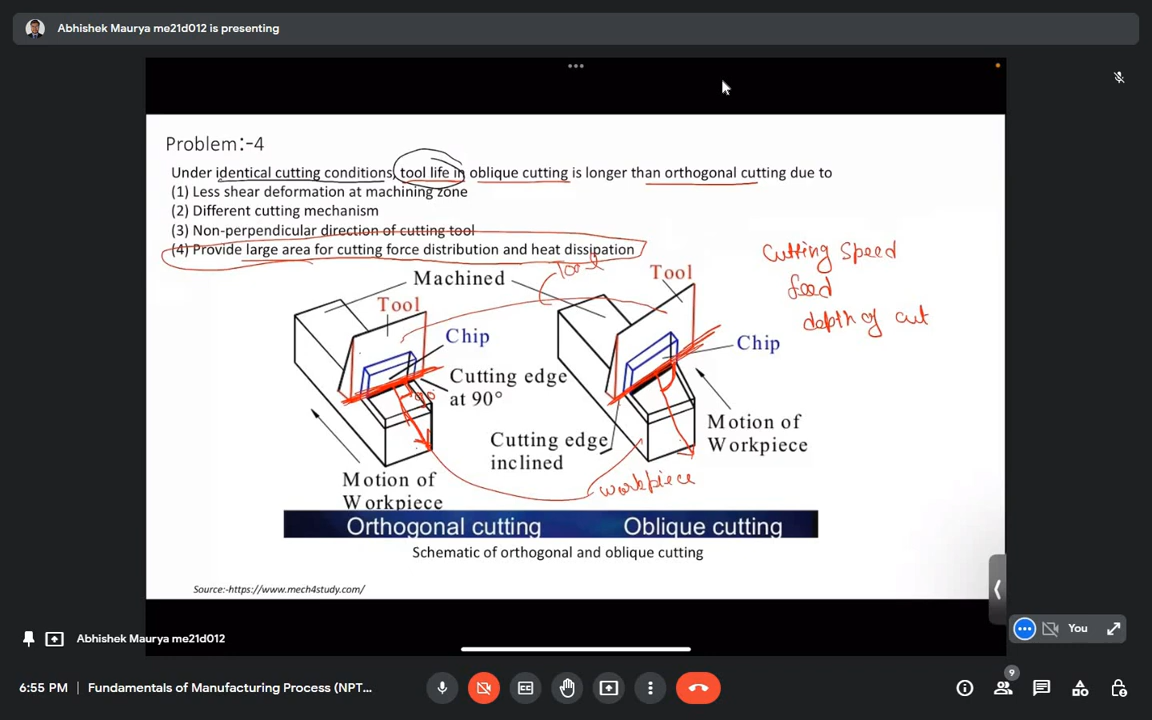 Abhishek Maurya me21d012 is presenting
Problem:-4
Under identical cutting conditions, tool life in oblique cutting is longer than orthogonal cutting due to
(1) Less shear deformation at machining zone
(2) Different cutting mechanism
(3) Non-perpendicular direction of cutting tool
(4) Provide large area for cutting force distribution and heat dissipation
Cutting speed
feed
depth of cut
Machined
Tool
Tool
Tool
Chip
Chip
Cutting edge
at 90°
90°
Cutting edge
inclined
Motion of
Workpiece
Motion of
Workpiece
workpiece
Orthogonal cutting
Oblique cutting
Schematic of orthogonal and oblique cutting
Source:-https://www.mech4study.com/
Abhishek Maurya me21d012
You
6:55 PM | Fundamentals of Manufacturing Process (NPT...
9